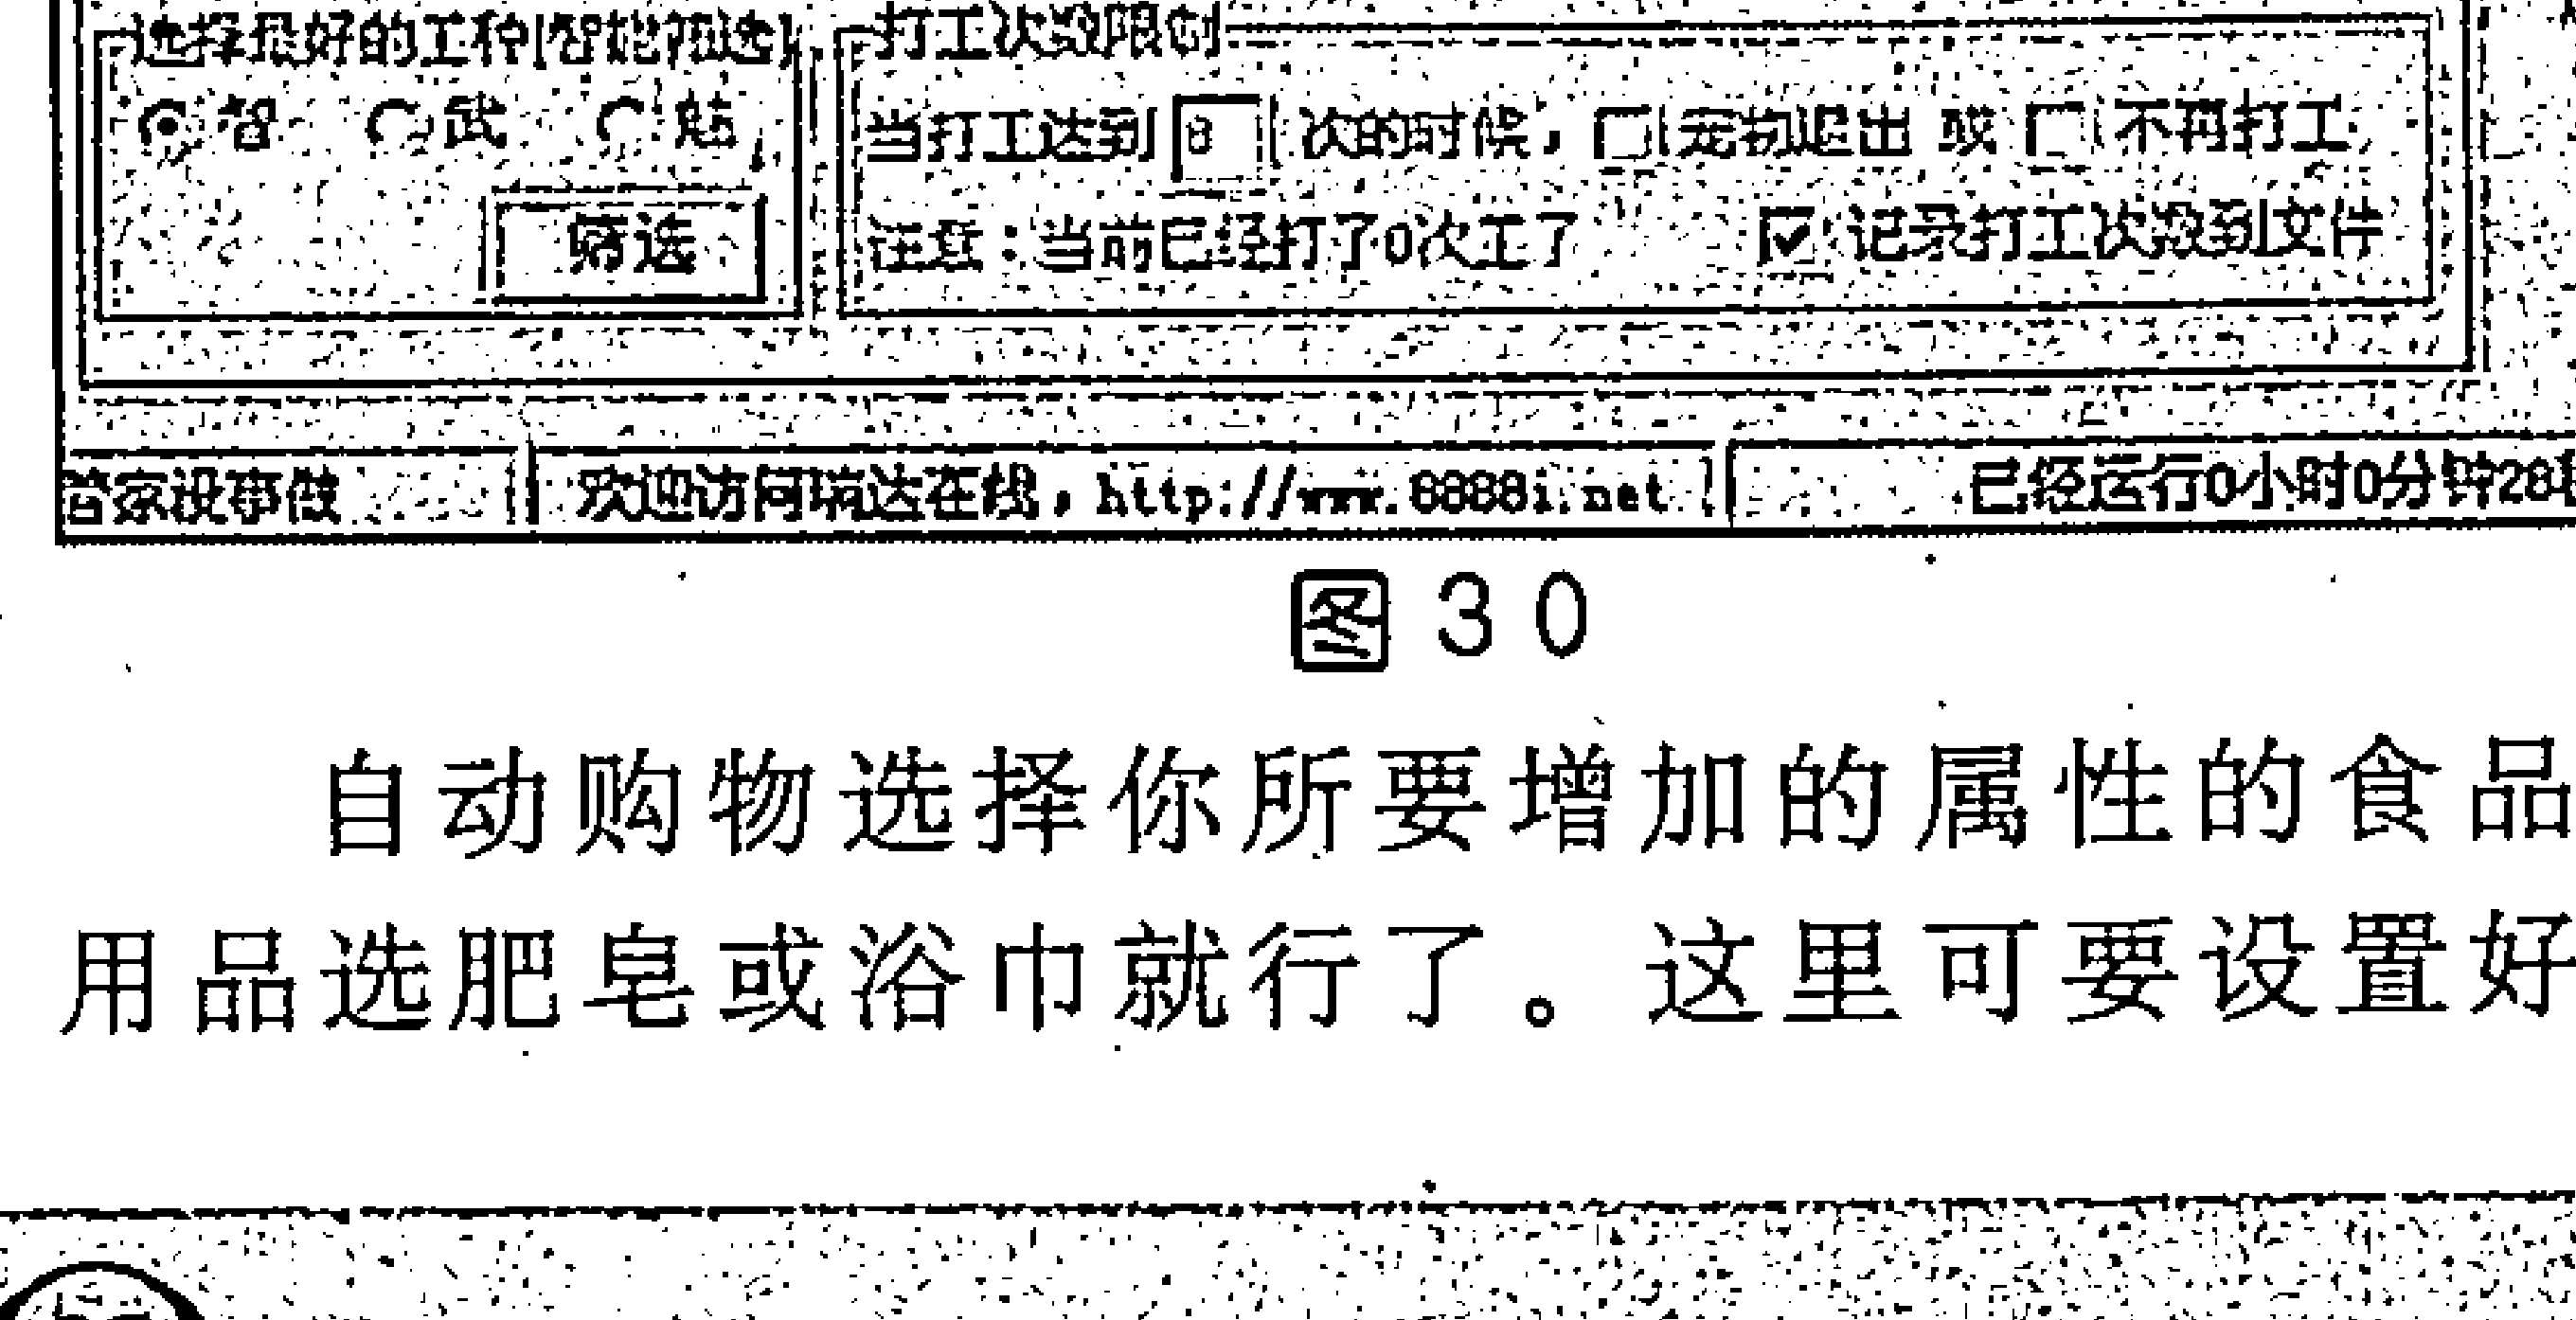 选择最好的工种[智能筛选] 打工次数限制
智 武 魅 当打工达到 8 次的时候，宠物退出 或 不再打工
筛选 注意：当前已经打了0次工了 记录打工次数到文件
管家没事做 欢迎访问瑞达在线，http://www.8888i.net 已经运行0小时0分钟28秒
图30
自动购物选择你所要增加的属性的食品
用品选肥皂或浴巾就行了。这里可要设置好